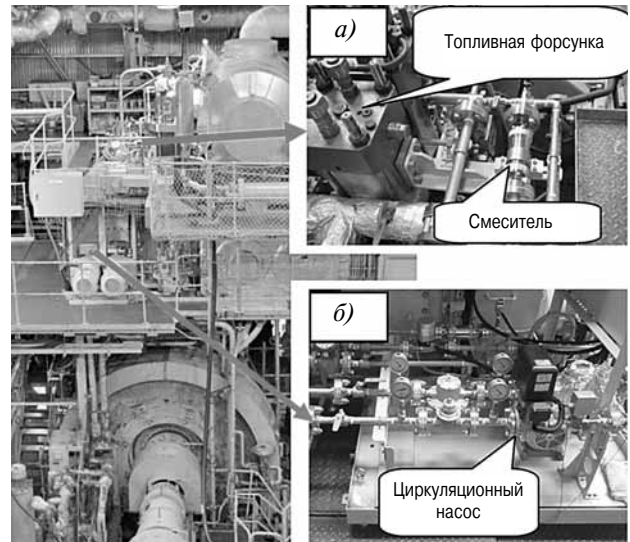 а)
Топливная форсунка
Смеситель
б)
Циркуляционный
насос